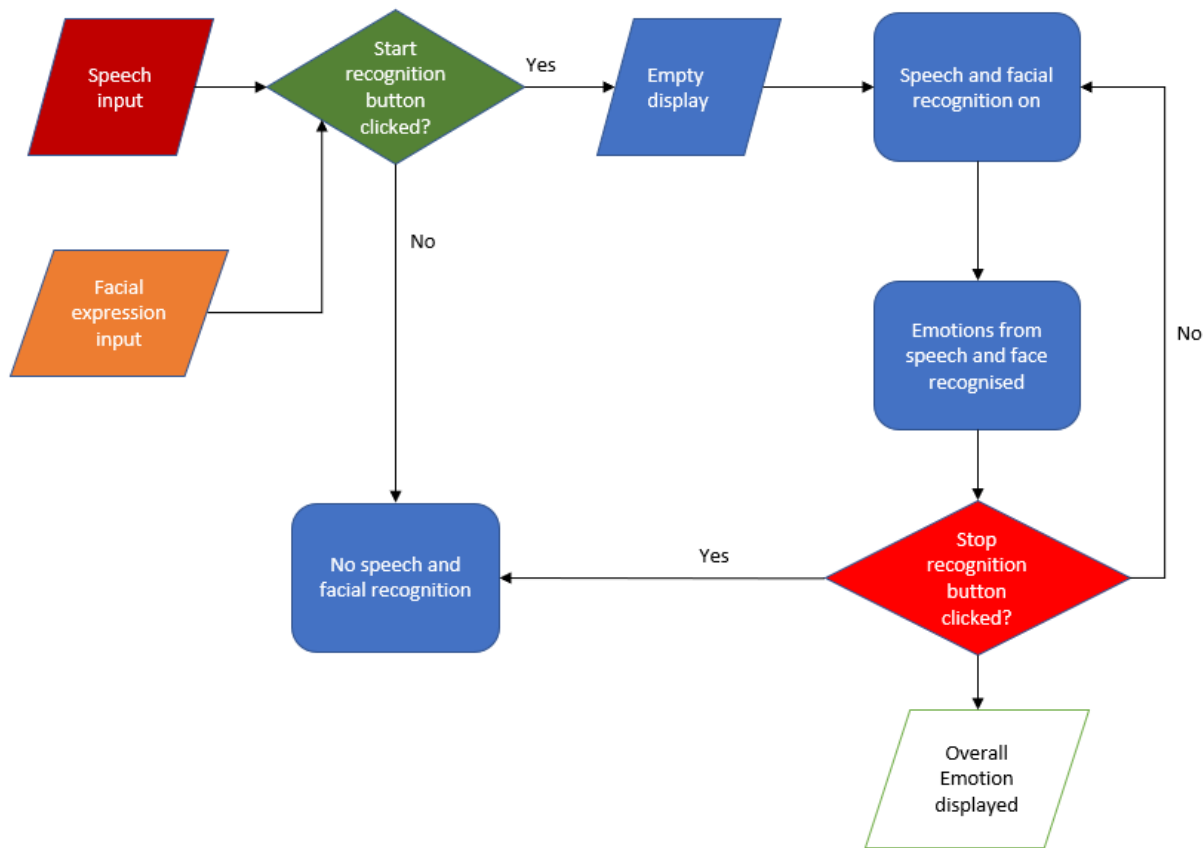 Speech
input
Start
recognition
button
clicked?
Yes
Empty
display
Speech and facial
recognition on
No
Facial
expression
input
Emotions from
speech and face
recognised
No
No speech and
facial recognition
Yes
Stop
recognition
button
clicked?
Overall
Emotion
displayed